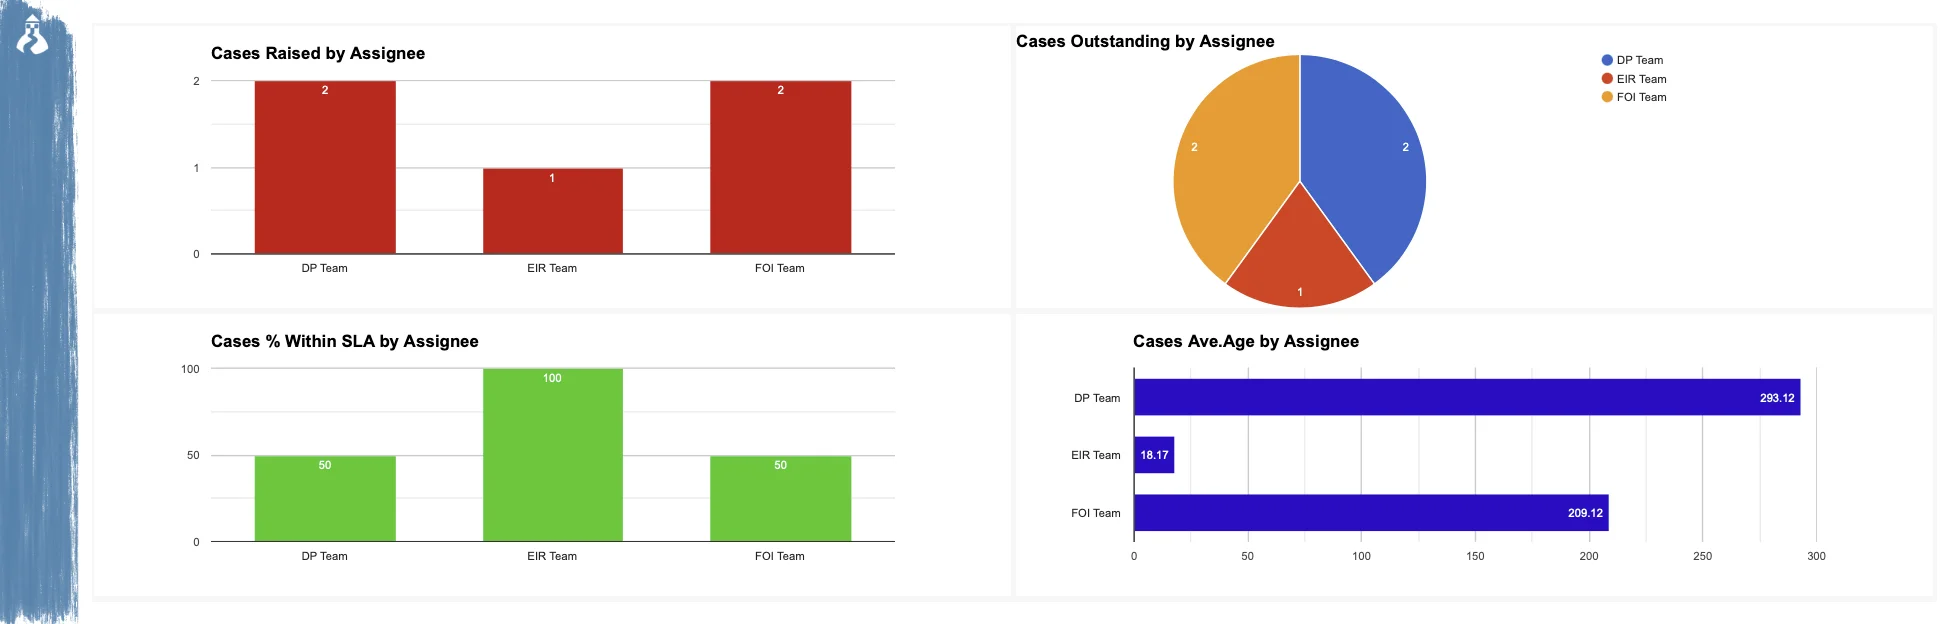 Cases Raised by Assignee
2
1
0
2
1
2
DP Team
EIR Team
FOI Team
Cases Outstanding by Assignee
DP Team
EIR Team
FOI Team
2
2
1
Cases % Within SLA by Assignee
100
50
0
50
100
50
DP Team
EIR Team
FOI Team
Cases Ave.Age by Assignee
DP Team
293.12
EIR Team
18.17
FOI Team
209.12
0
50
100
150
200
250
300